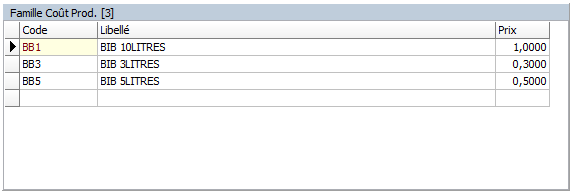 Famille Coût Prod. [3]
Code Libellé Prix
BB1 BIB 10LITRES 1,0000
BB3 BIB 3LITRES 0,3000
BB5 BIB 5LITRES 0,5000